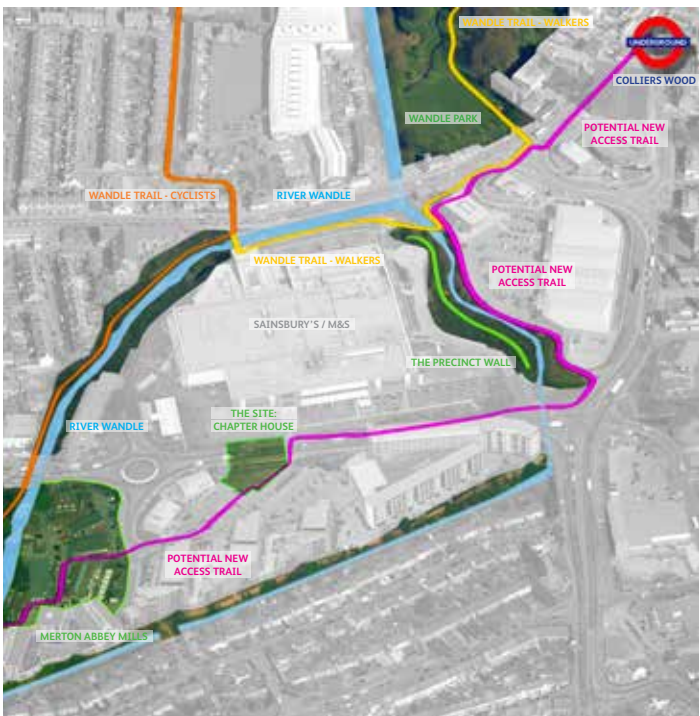 WANDLE TRAIL - WALKERS
UNDERGROUND
COLLIERS WOOD
WANDLE PARK
POTENTIAL NEW
ACCESS TRAIL
WANDLE TRAIL - CYCLISTS
RIVER WANDLE
WANDLE TRAIL - WALKERS
POTENTIAL NEW
ACCESS TRAIL
SAINSBURY'S / M&S
THE PRECINCT WALL
THE SITE:
CHAPTER HOUSE
RIVER WANDLE
POTENTIAL NEW
ACCESS TRAIL
MERTON ABBEY MILLS